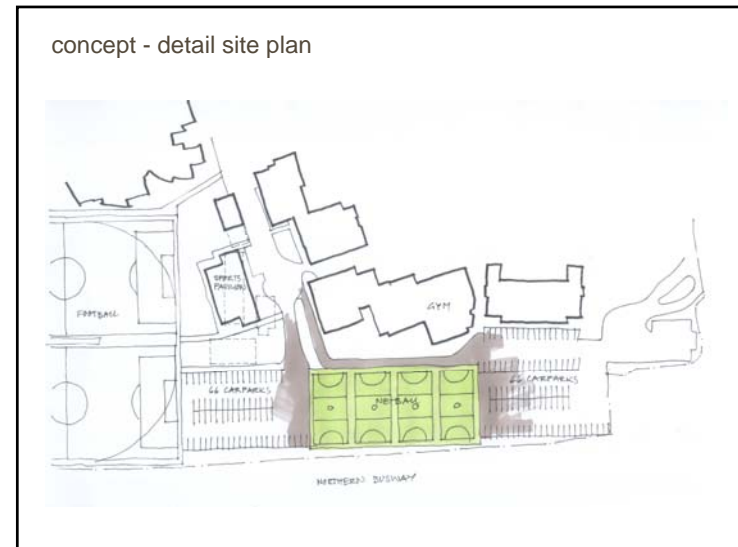 concept - detail site plan
SPORTS
PAVILION
FOOTBALL
GYM
66 CARPARKS
NETBALL
66 CARPARKS
NORTHERN BUSWAY